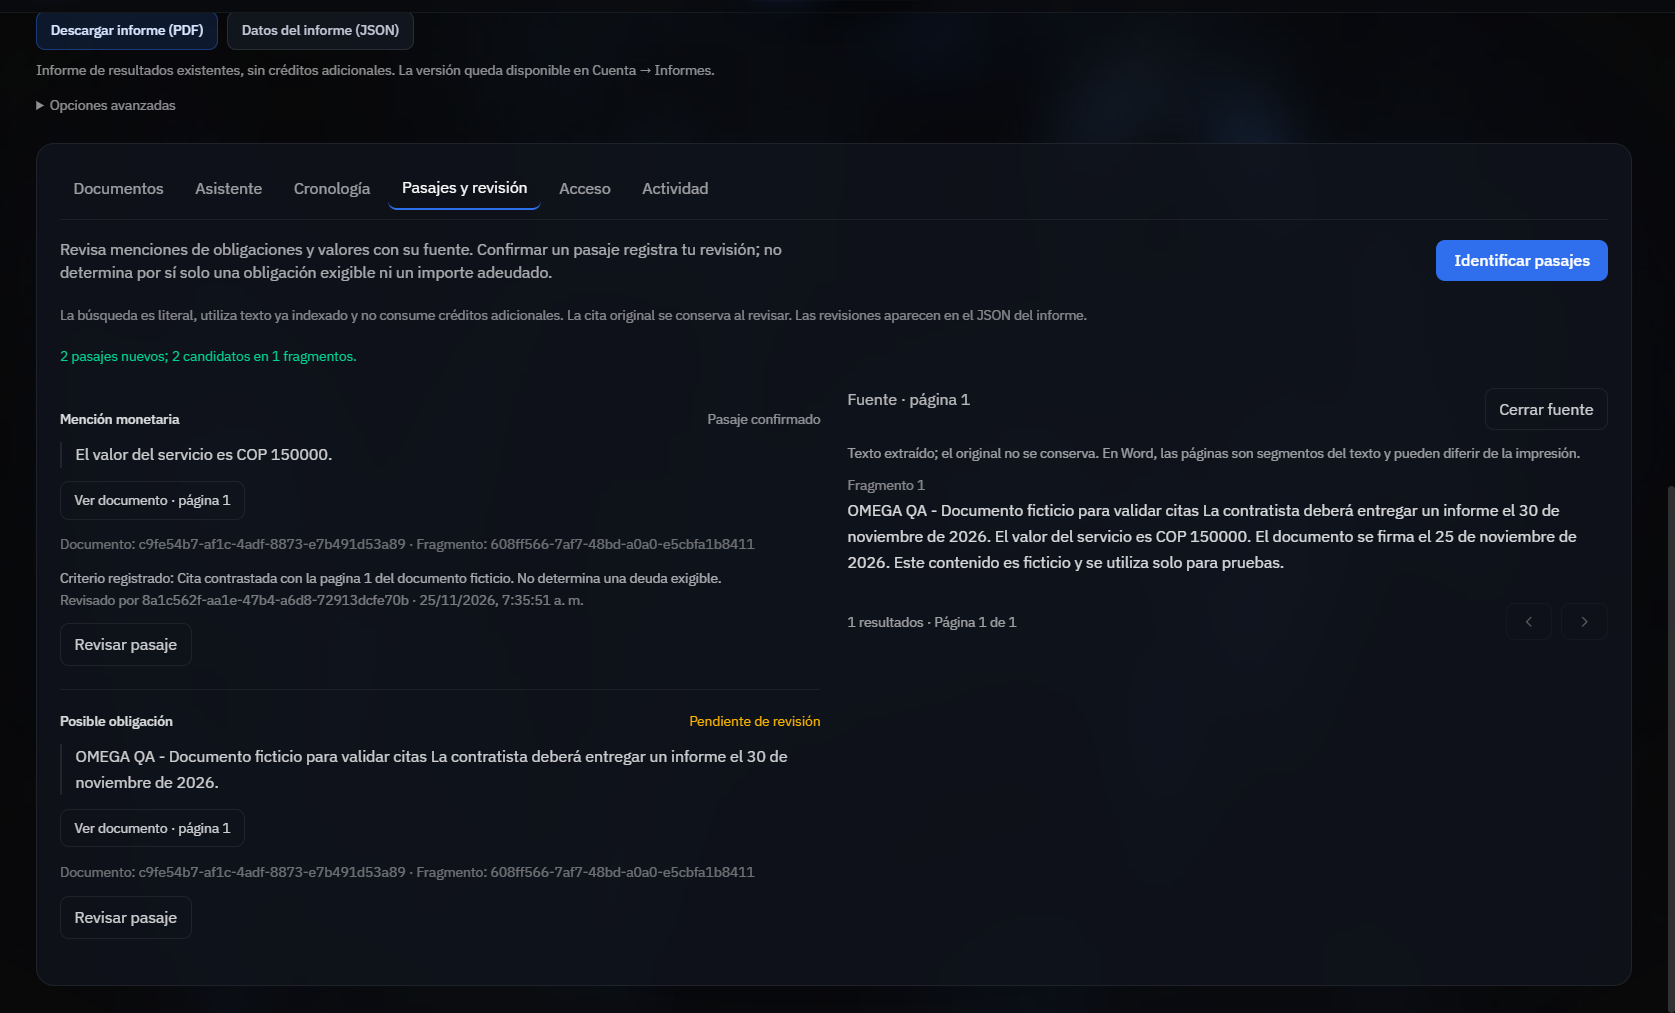 Descargar informe (PDF)
Datos del informe (JSON)
Informe de resultados existentes, sin créditos adicionales. La versión queda disponible en Cuenta → Informes.
▶ Opciones avanzadas
Documentos
Asistente
Cronología
Pasajes y revisión
Acceso
Actividad
Revisa menciones de obligaciones y valores con su fuente. Confirmar un pasaje registra tu revisión; no
determina por sí solo una obligación exigible ni un importe adeudado.
Identificar pasajes
La búsqueda es literal, utiliza texto ya indexado y no consume créditos adicionales. La cita original se conserva al revisar. Las revisiones aparecen en el JSON del informe.
2 pasajes nuevos; 2 candidatos en 1 fragmentos.
Mención monetaria
Pasaje confirmado
El valor del servicio es COP 150000.
Ver documento · página 1
Documento: c9fe54b7-af1c-4adf-8873-e7b491d53a89 · Fragmento: 608ff566-7af7-48bd-a0a0-e5cbfa1b8411
Criterio registrado: Cita contrastada con la pagina 1 del documento ficticio. No determina una deuda exigible.
Revisado por 8a1c562f-aa1e-47b4-a6d8-72913dcfe70b · 25/11/2026, 7:35:51 a. m.
Revisar pasaje
Posible obligación
Pendiente de revisión
OMEGA QA - Documento ficticio para validar citas La contratista deberá entregar un informe el 30 de
noviembre de 2026.
Ver documento · página 1
Documento: c9fe54b7-af1c-4adf-8873-e7b491d53a89 · Fragmento: 608ff566-7af7-48bd-a0a0-e5cbfa1b8411
Revisar pasaje
Fuente · página 1
Cerrar fuente
Texto extraído; el original no se conserva. En Word, las páginas son segmentos del texto y pueden diferir de la impresión.
Fragmento 1
OMEGA QA - Documento ficticio para validar citas La contratista deberá entregar un informe el 30 de
noviembre de 2026. El valor del servicio es COP 150000. El documento se firma el 25 de noviembre de
2026. Este contenido es ficticio y se utiliza solo para pruebas.
1 resultados · Página 1 de 1